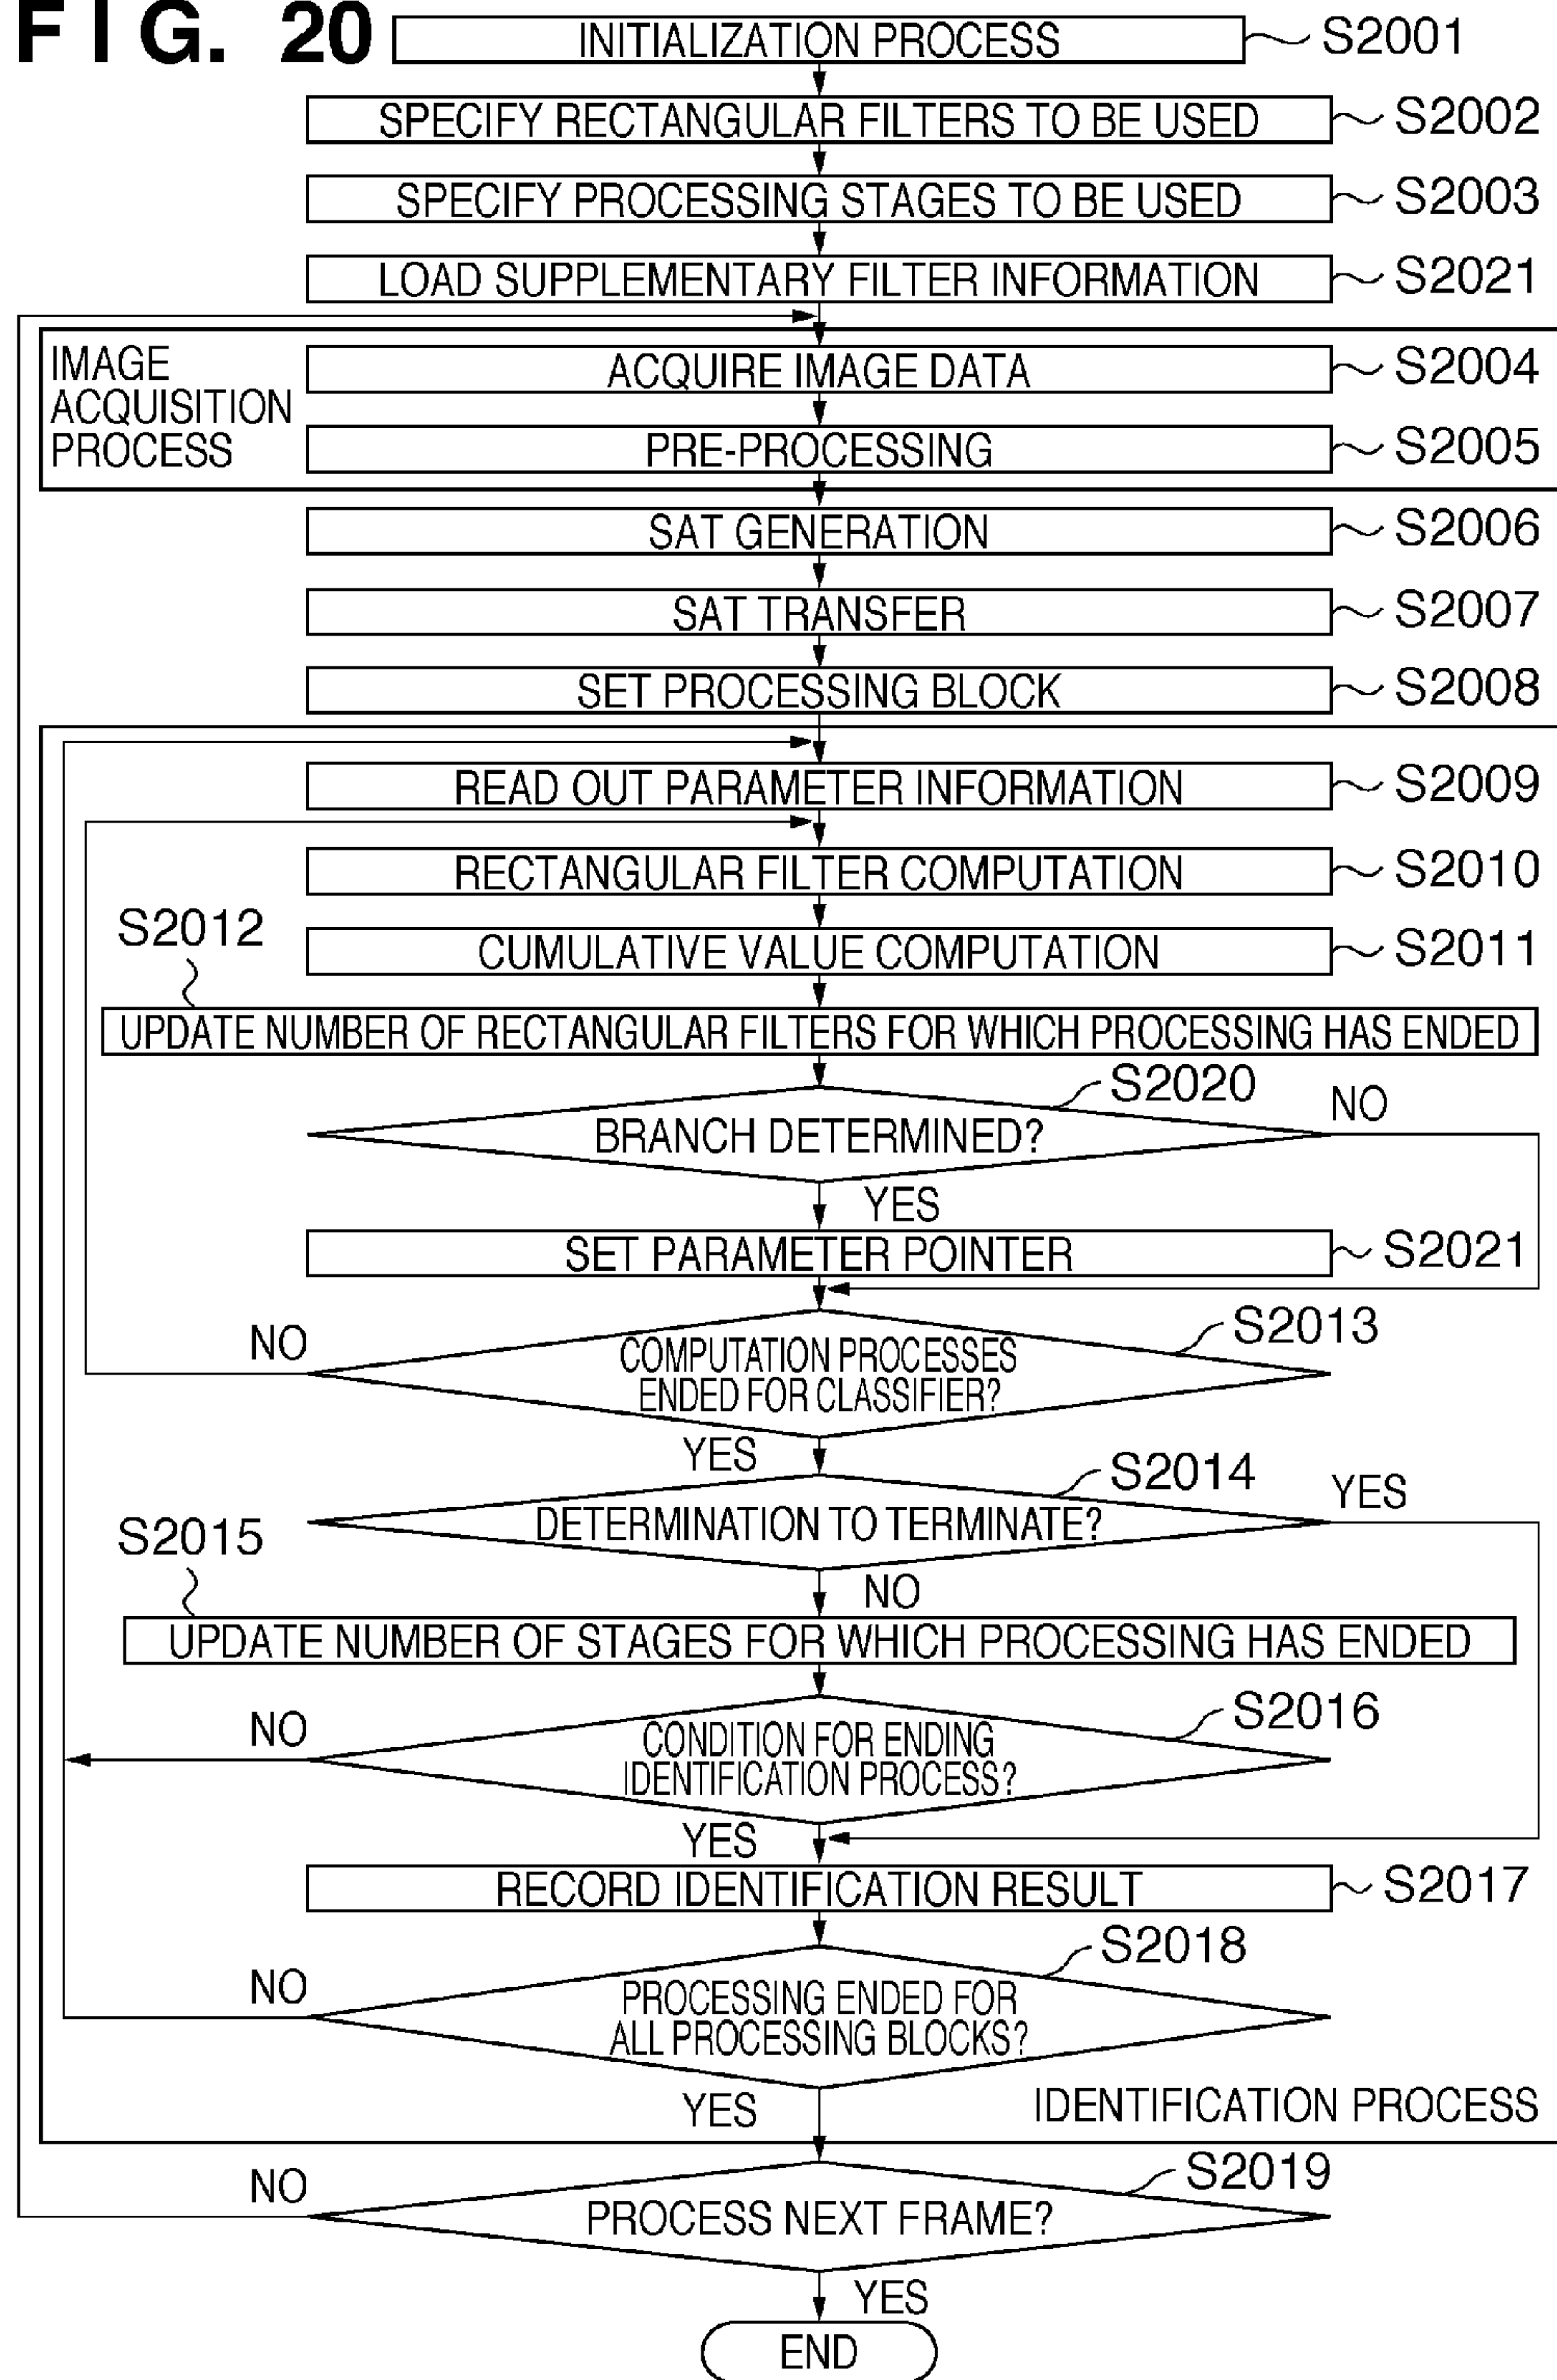 FIG. 20
INITIALIZATION PROCESS
S2001
SPECIFY RECTANGULAR FILTERS TO BE USED
S2002
SPECIFY PROCESSING STAGES TO BE USED
S2003
LOAD SUPPLEMENTARY FILTER INFORMATION
S2021
IMAGE
ACQUISITION
PROCESS
ACQUIRE IMAGE DATA
S2004
PRE-PROCESSING
S2005
SAT GENERATION
S2006
SAT TRANSFER
S2007
SET PROCESSING BLOCK
S2008
READ OUT PARAMETER INFORMATION
S2009
RECTANGULAR FILTER COMPUTATION
S2010
CUMULATIVE VALUE COMPUTATION
S2011
S2012
UPDATE NUMBER OF RECTANGULAR FILTERS FOR WHICH PROCESSING HAS ENDED
S2020
BRANCH DETERMINED?
NO
YES
SET PARAMETER POINTER
S2021
S2013
COMPUTATION PROCESSES
ENDED FOR CLASSIFIER?
NO
YES
S2014
DETERMINATION TO TERMINATE?
YES
NO
S2015
UPDATE NUMBER OF STAGES FOR WHICH PROCESSING HAS ENDED
S2016
CONDITION FOR ENDING
IDENTIFICATION PROCESS?
NO
YES
RECORD IDENTIFICATION RESULT
S2017
S2018
PROCESSING ENDED FOR
ALL PROCESSING BLOCKS?
NO
YES
IDENTIFICATION PROCESS
S2019
PROCESS NEXT FRAME?
NO
YES
END